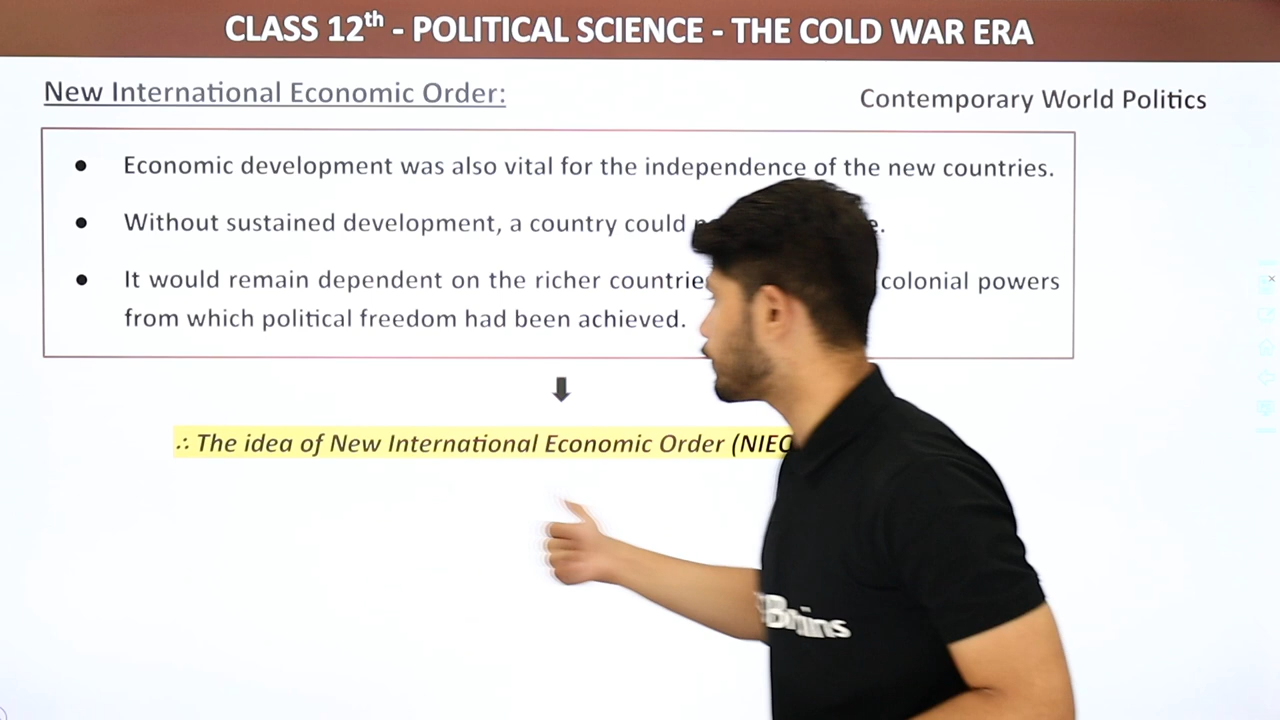 CLASS 12th - POLITICAL SCIENCE - THE COLD WAR ERA
New International Economic Order:
Contemporary World Politics
● Economic development was also vital for the independence of the new countries.
● Without sustained development, a country could
● It would remain dependent on the richer colonial powers
from which political freedom had been achieved.
∴ The idea of New International Economic Order (NIEO
Brains